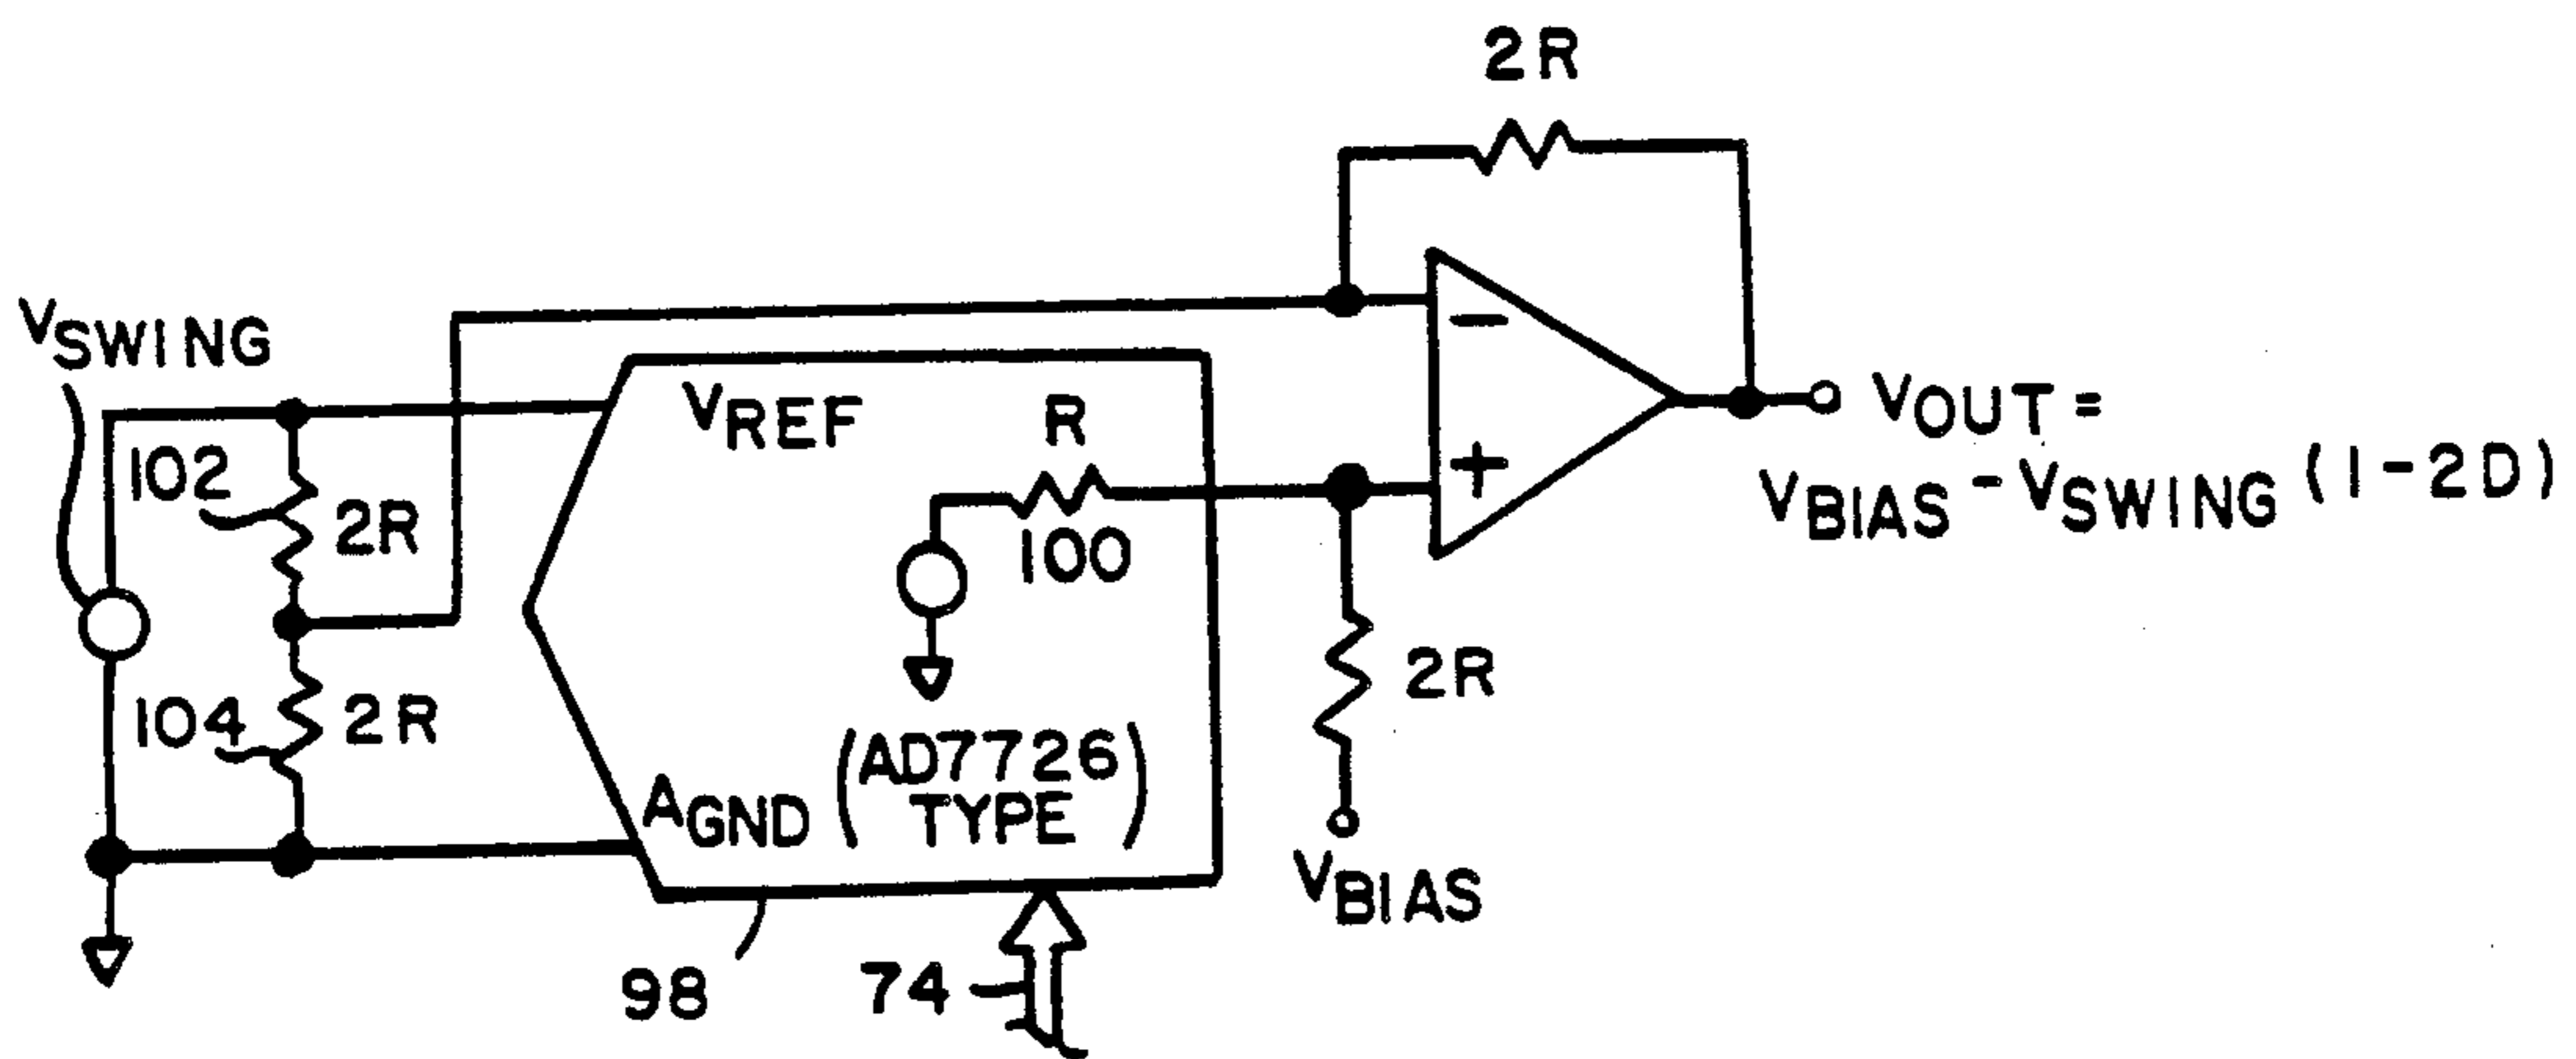 2R
VSWING
VREF
R
102
2R
100
VOUT =
VBIAS - VSWING (1-2D)
104
2R
AGND
(AD7726
TYPE)
2R
VBIAS
98
74
-
+